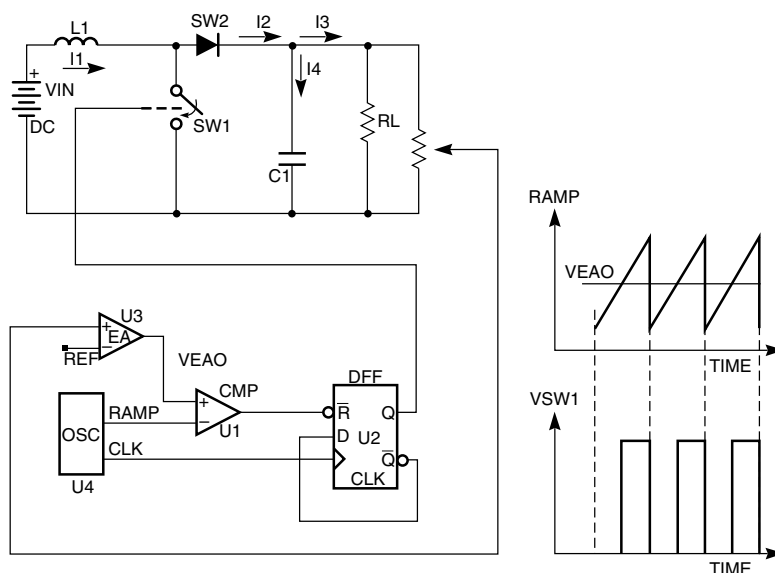 L1
SW2
I2
I3
I1
I4
+
VIN
DC
SW1
RL
C1
RAMP
VEAO
TIME
VSW1
TIME
U3
+
EA
−
REF
VEAO
CMP
+
−
U1
DFF
R
Q
D
U2
Q
CLK
OSC
RAMP
CLK
U4